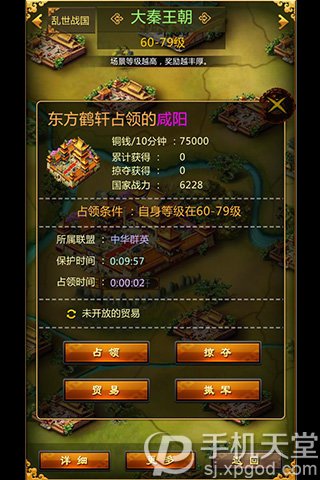 乱世战国
大秦王朝
60-79级
场景等级越高，奖励越丰厚。
东方鹤轩占领的咸阳
铜钱/10分钟：75000
累计获得：0
掠夺获得：0
国家战力：6228
占领条件：自身等级在60-79级
所属联盟：中华群英
保护时间：0:09:57
占领时间：0:00:02
未开放的贸易
占领
掠夺
贸易
撤军
详细
返回
手机天堂
sj.xpgod.com